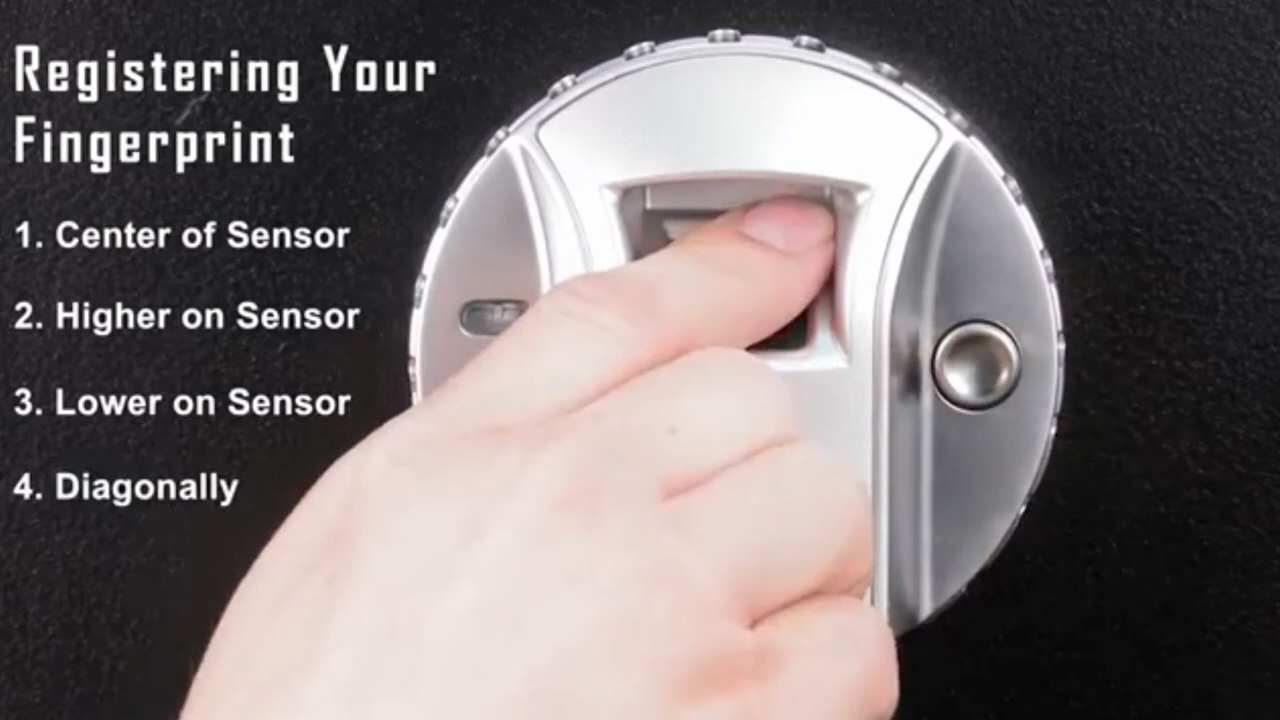 Registering Your
Fingerprint
1. Center of Sensor
2. Higher on Sensor
3. Lower on Sensor
4. Diagonally